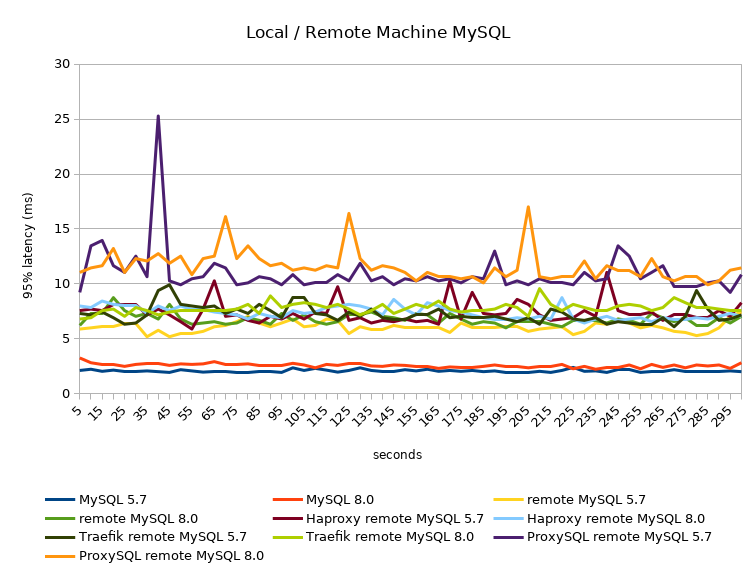 Local / Remote Machine MySQL
30
25
20
15
10
5
0
95% latency (ms)
5 15 25 35 45 55 65 75 85 95 105 115 125 135 145 155 165 175 185 195 205 215 225 235 245 255 265 275 285 295
seconds
MySQL 5.7 MySQL 8.0 remote MySQL 5.7
remote MySQL 8.0 Haproxy remote MySQL 5.7 Haproxy remote MySQL 8.0
Traefik remote MySQL 5.7 Traefik remote MySQL 8.0 ProxySQL remote MySQL 5.7
ProxySQL remote MySQL 8.0